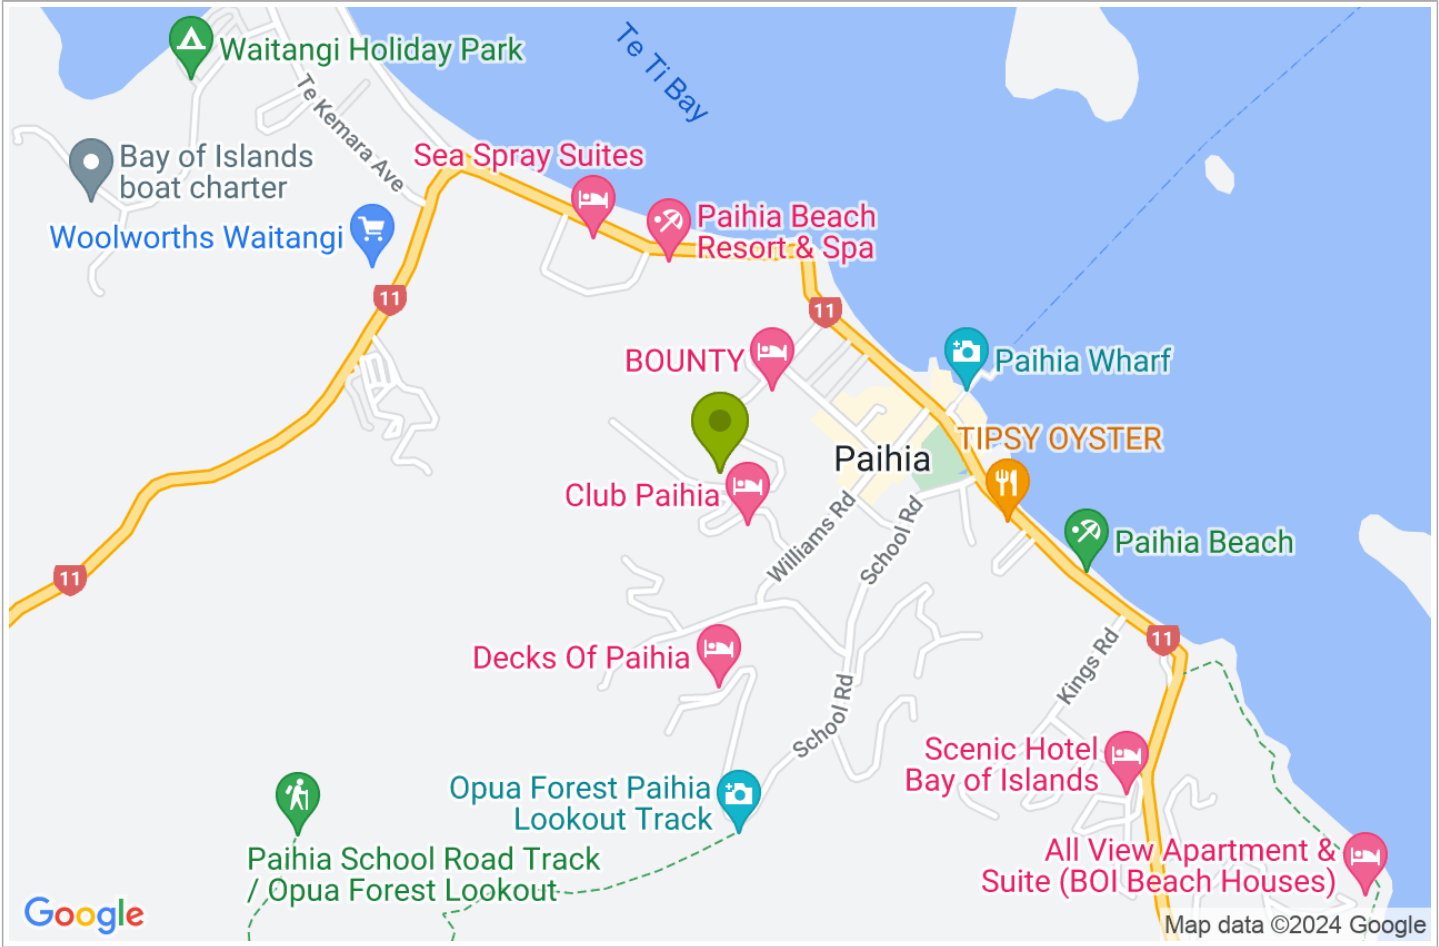 Te Ti Bay
Waitangi Holiday Park
Te Kemara Ave
Bay of Islands
boat charter
Sea Spray Suites
Woolworths Waitangi
Paihia Beach
Resort & Spa
11
11
BOUNTY
Paihia Wharf
TIPSY OYSTER
Paihia
Club Paihia
Williams Rd
School Rd
Paihia Beach
11
11
Decks Of Paihia
Kings Rd
School Rd
Scenic Hotel
Bay of Islands
Opua Forest Paihia
Lookout Track
Paihia School Road Track
/ Opua Forest Lookout
All View Apartment &
Suite (BOI Beach Houses)
Google
Map data ©2024 Google